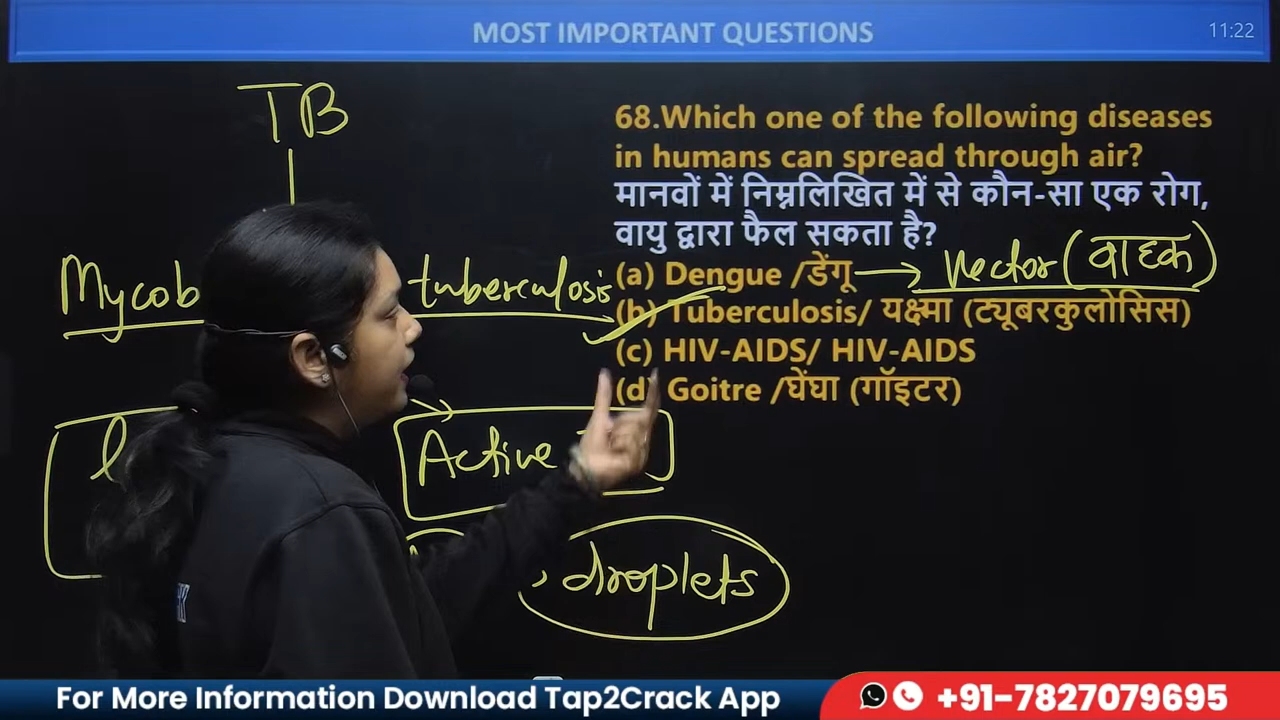 MOST IMPORTANT QUESTIONS
11:22
TB
Mycob tuberculosis
Active
, droplets
68.Which one of the following diseases
in humans can spread through air?
मानवों में निम्नलिखित में से कौन-सा एक रोग,
वायु द्वारा फैल सकता है?
(a) Dengue /डेंगू → Vector (वाहक)
(b) Tuberculosis/ यक्ष्मा (ट्यूबरकुलोसिस)
(c) HIV-AIDS/ HIV-AIDS
(d) Goitre /घेंघा (गॉइटर)
For More Information Download Tap2Crack App
+91-7827079695